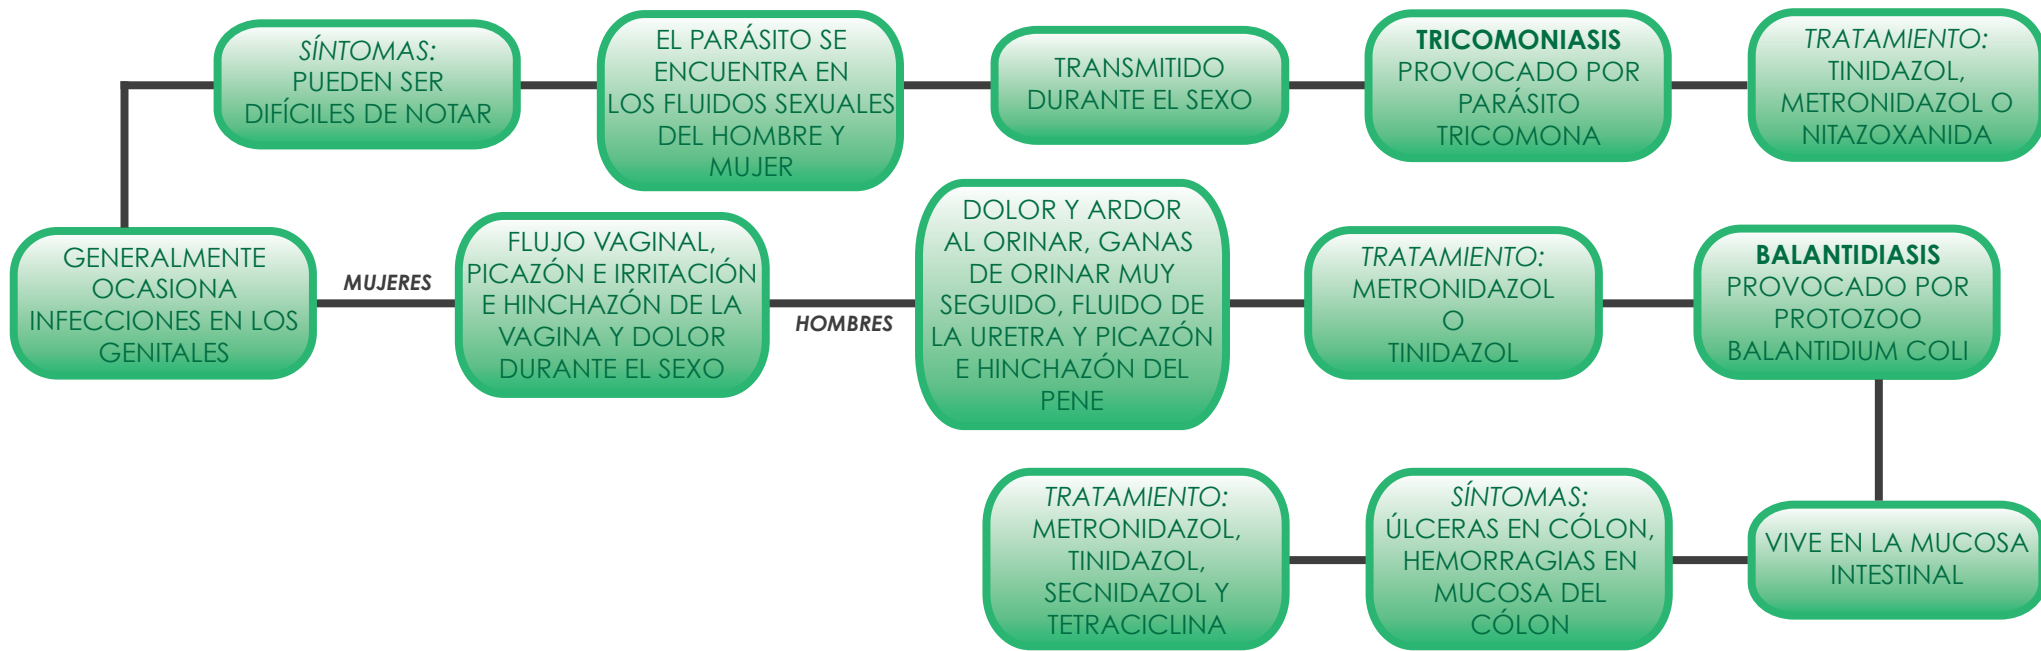 SÍNTOMAS:
PUEDEN SER
DIFÍCILES DE NOTAR
EL PARÁSITO SE
ENCUENTRA EN
LOS FLUIDOS SEXUALES
DEL HOMBRE Y
MUJER
TRANSMITIDO
DURANTE EL SEXO
TRICOMONIASIS
PROVOCADO POR
PARÁSITO
TRICOMONA
TRATAMIENTO:
TINIDAZOL,
METRONIDAZOL O
NITAZOXANIDA
GENERALMENTE
OCASIONA
INFECCIONES EN LOS
GENITALES
MUJERES
FLUJO VAGINAL,
PICAZÓN E IRRITACIÓN
E HINCHAZÓN DE LA
VAGINA Y DOLOR
DURANTE EL SEXO
HOMBRES
DOLOR Y ARDOR
AL ORINAR, GANAS
DE ORINAR MUY
SEGUIDO, FLUIDO DE
LA URETRA Y PICAZÓN
E HINCHAZÓN DEL
PENE
TRATAMIENTO:
METRONIDAZOL
O
TINIDAZOL
BALANTIDIASIS
PROVOCADO POR
PROTOZOO
BALANTIDIUM COLI
TRATAMIENTO:
METRONIDAZOL,
TINIDAZOL,
SECNIDAZOL Y
TETRACICLINA
SÍNTOMAS:
ÚLCERAS EN CÓLON,
HEMORRAGIAS EN
MUCOSA DEL
CÓLON
VIVE EN LA MUCOSA
INTESTINAL